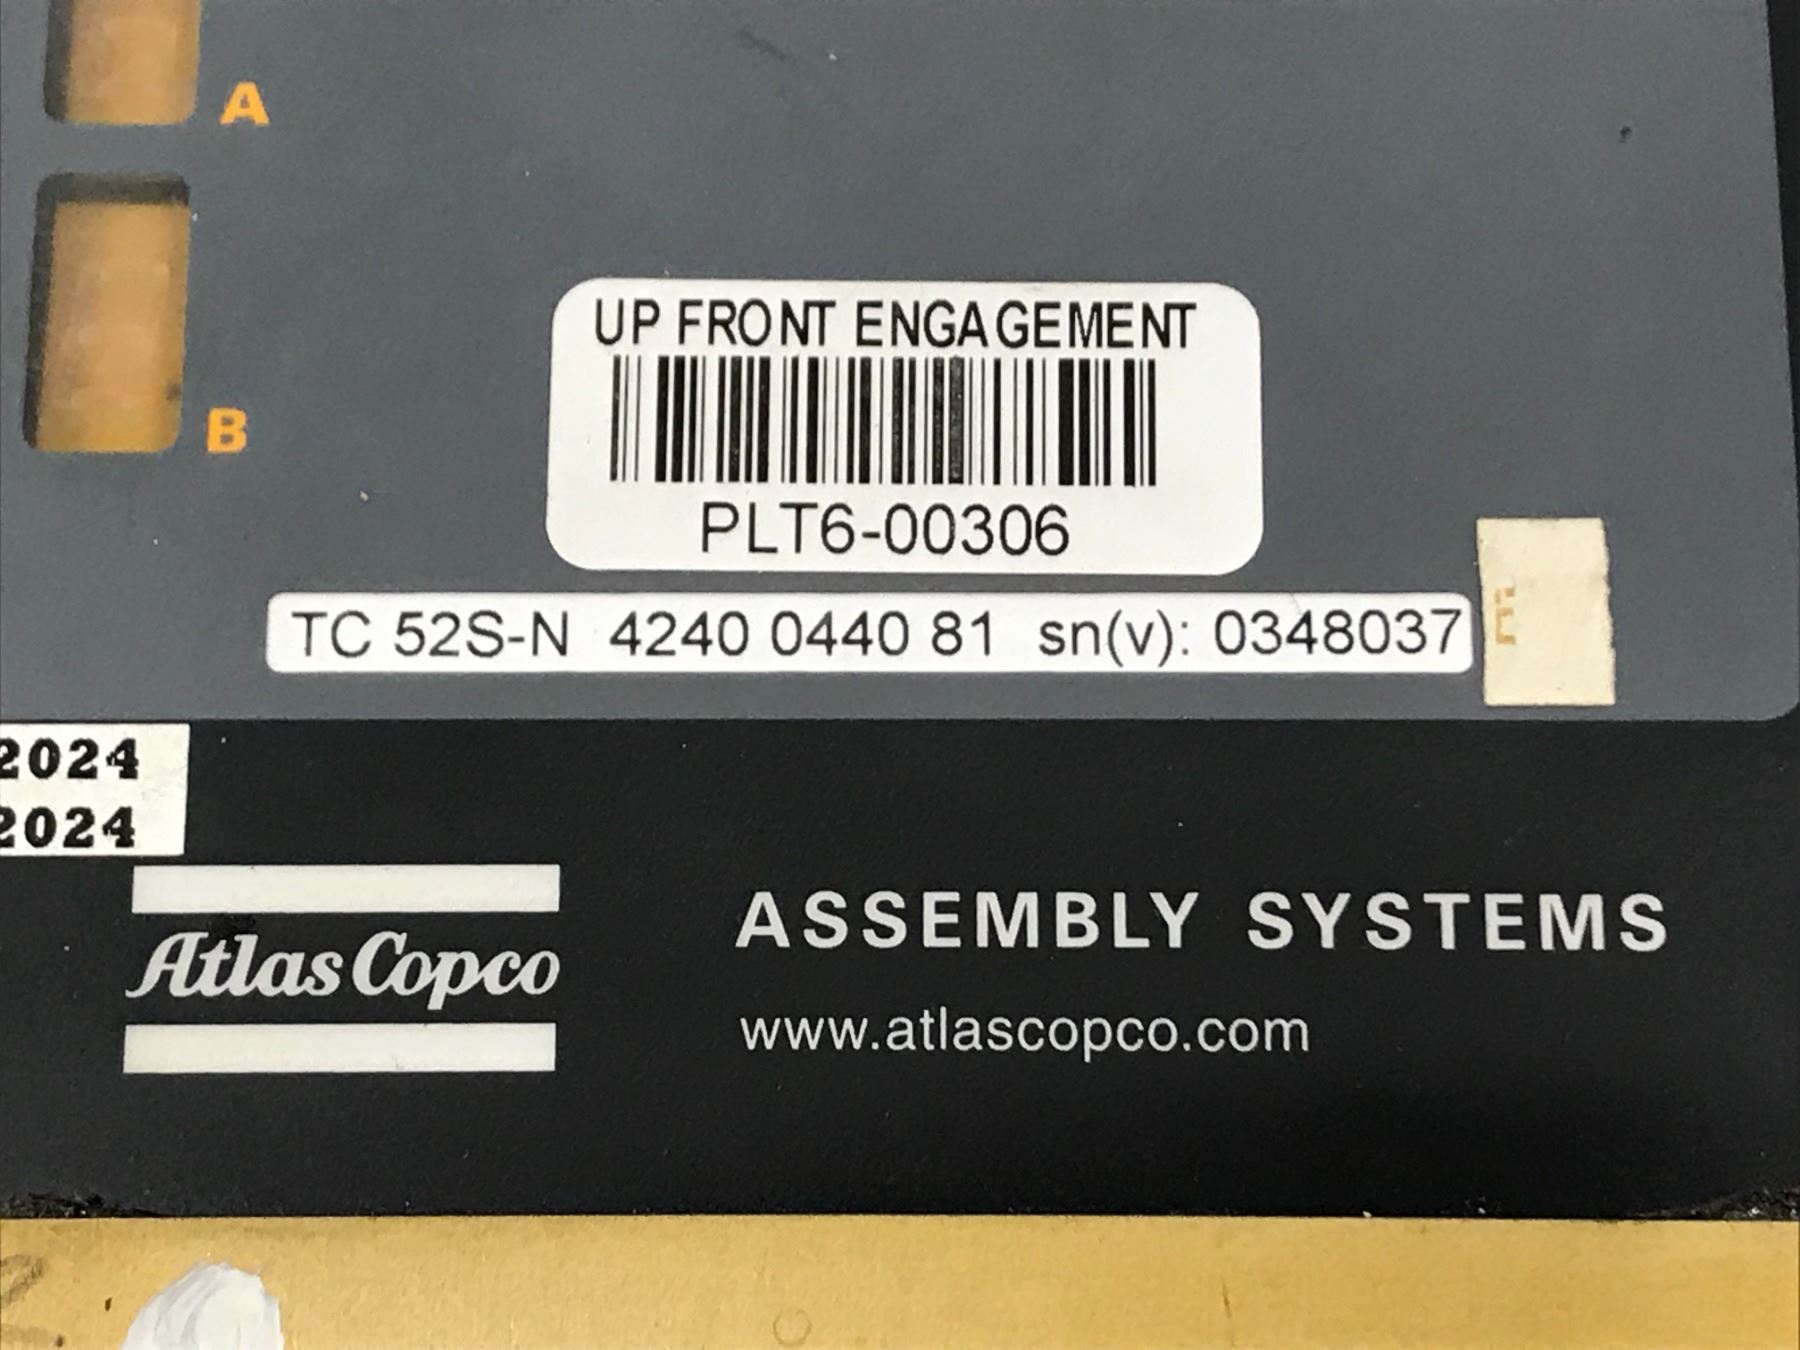 A
B
UP FRONT ENGAGEMENT
PLT6-00306
TC 52S-N 4240 0440 81 sn(v): 0348037
2024
2024
Atlas Copco
ASSEMBLY SYSTEMS
www.atlascopco.com